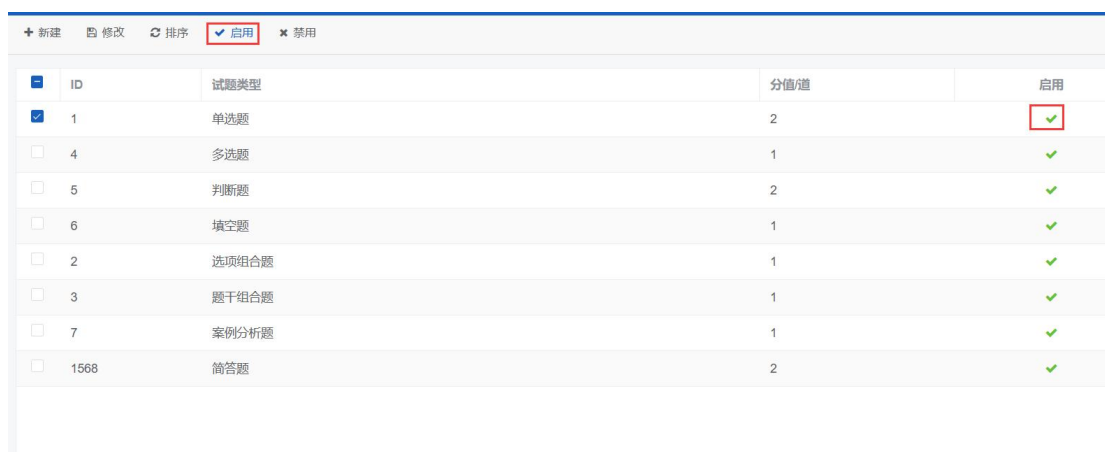 新建 修改 排序 启用 禁用
ID 试题类型 分值/道 启用
1 单选题 2
4 多选题 1
5 判断题 2
6 填空题 1
2 选项组合题 1
3 题干组合题 1
7 案例分析题 1
1568 简答题 2